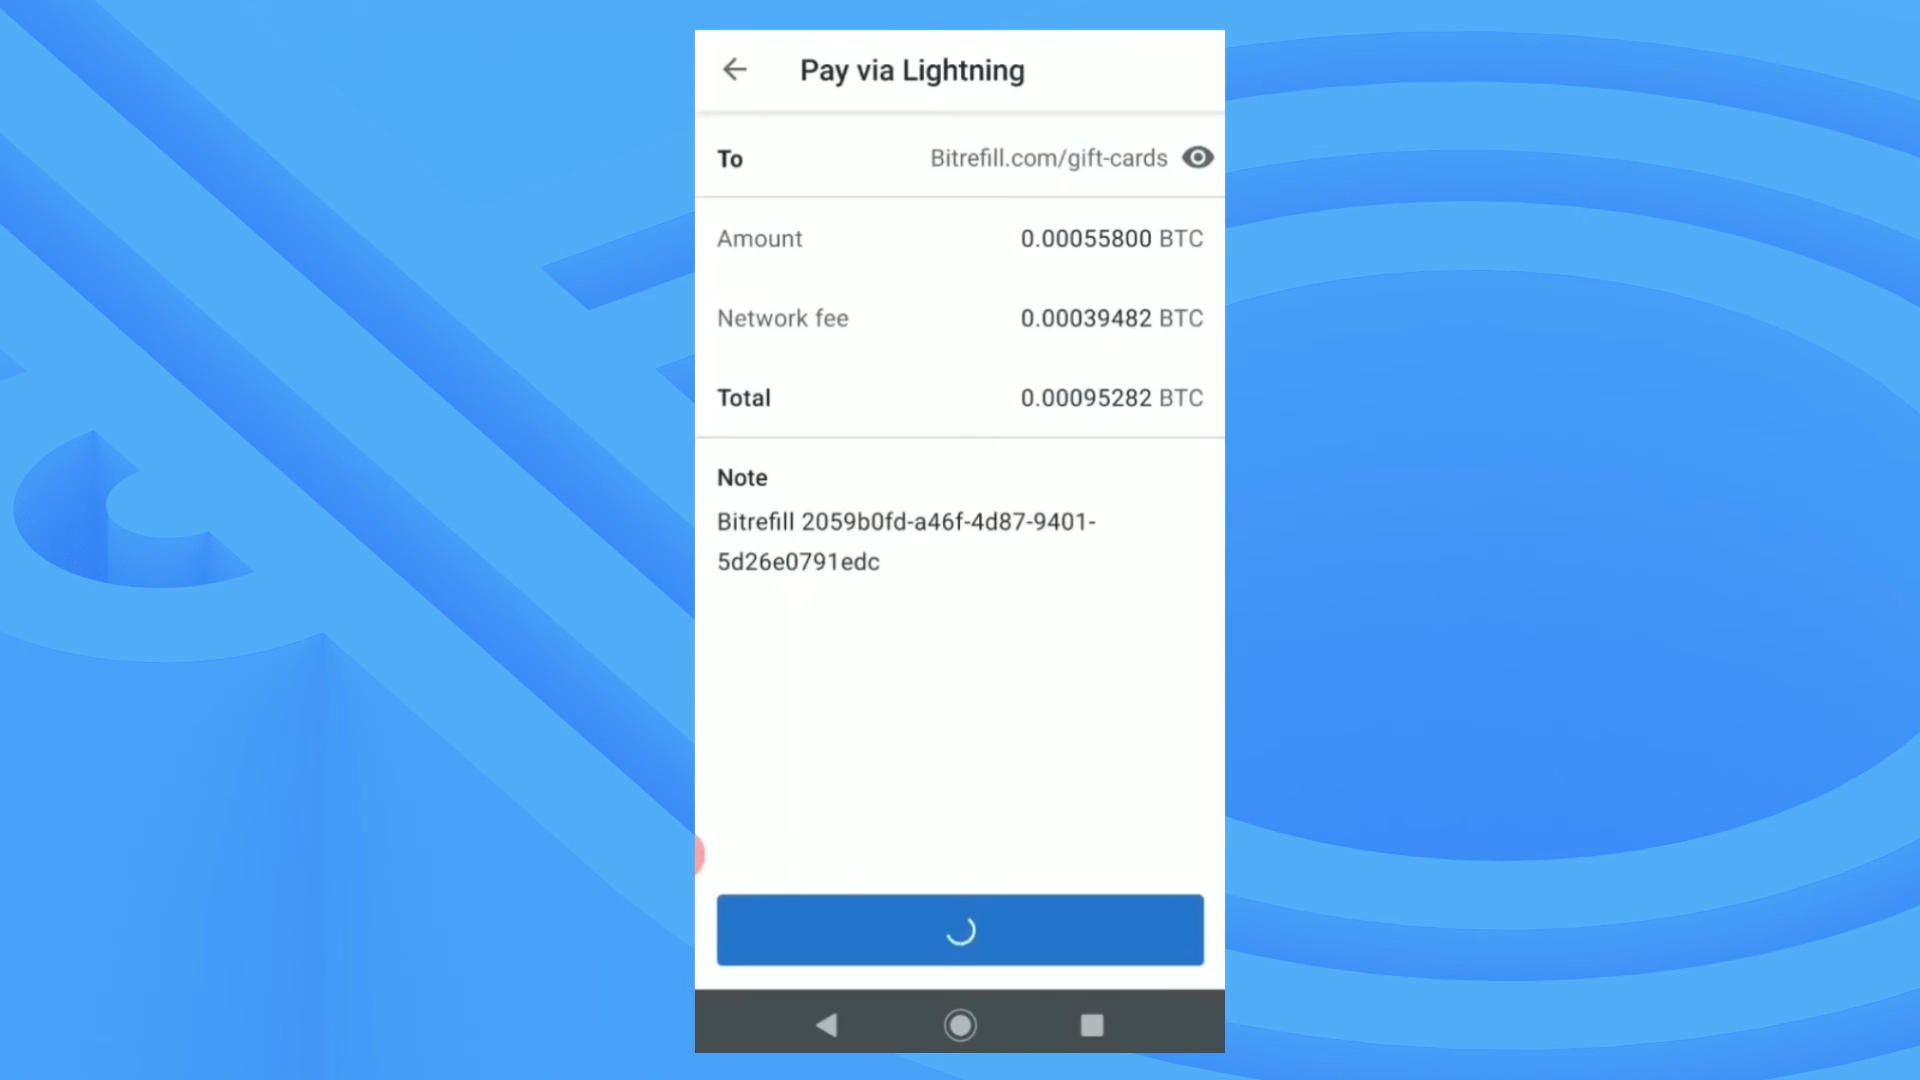 Pay via Lightning
To Bitrefill.com/gift-cards
Amount 0.00055800 BTC
Network fee 0.00039482 BTC
Total 0.00095282 BTC
Note
Bitrefill 2059b0fd-a46f-4d87-9401-
5d26e0791edc